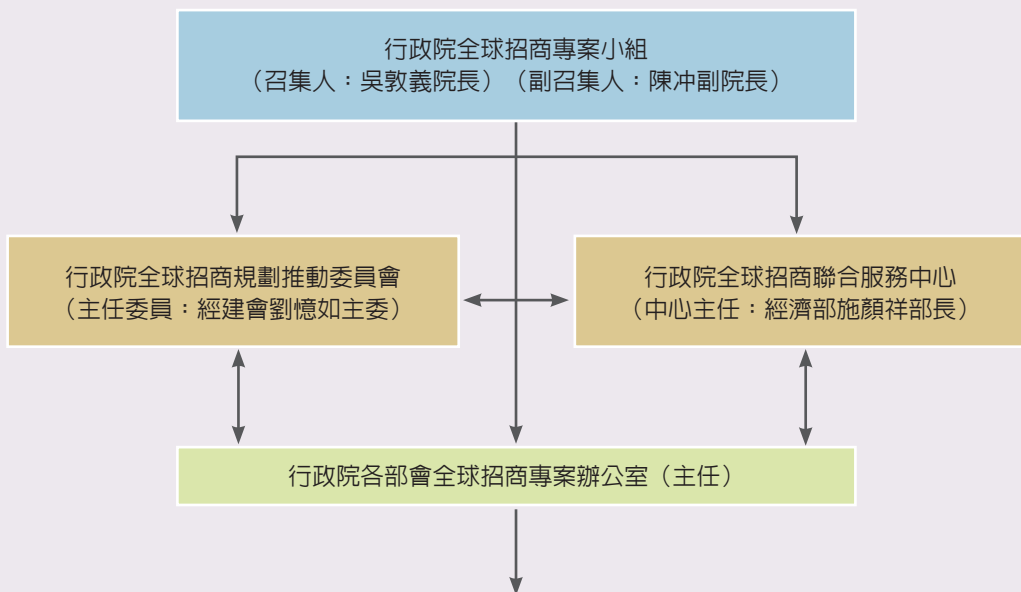 行政院全球招商專案小組
（召集人：吳敦義院長）（副召集人：陳冲副院長）
行政院全球招商規劃推動委員會
（主任委員：經建會劉憶如主委）
行政院全球招商聯合服務中心
（中心主任：經濟部施顏祥部長）
行政院各部會全球招商專案辦公室（主任）